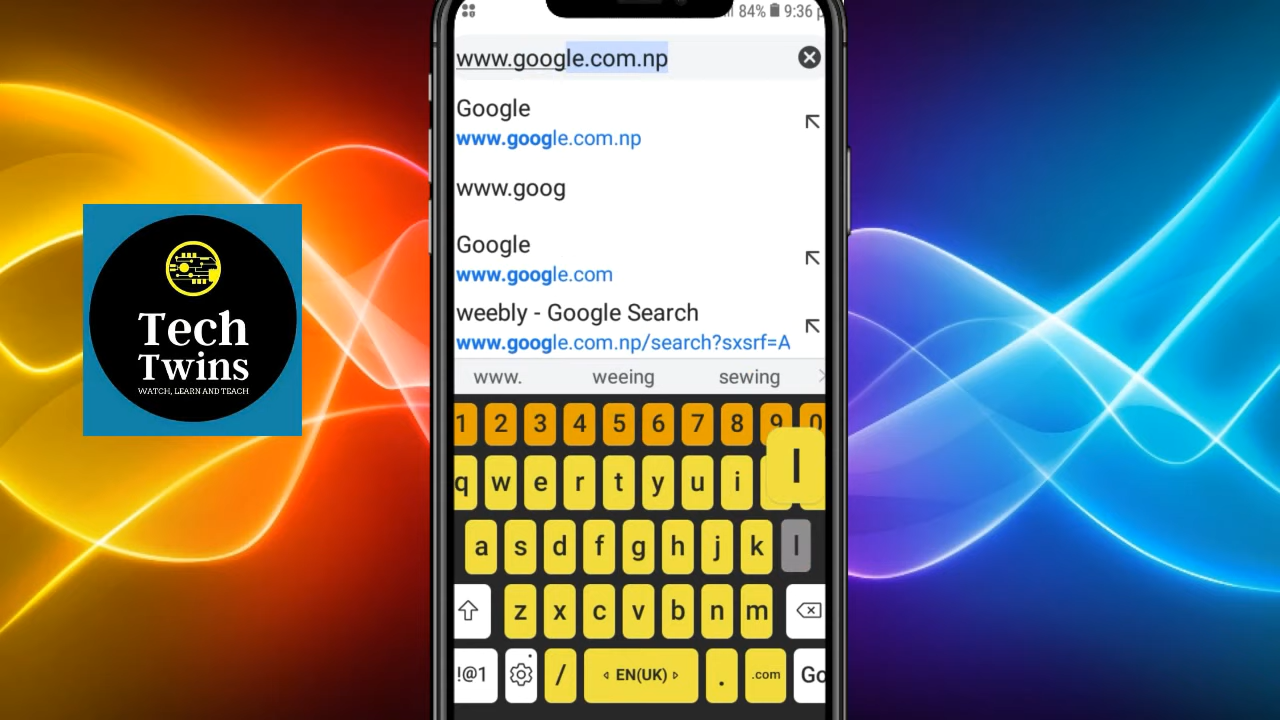 84% 9:36 p
www.google.com.np
Google
www.google.com.np
www.goog
Google
www.google.com
weebly - Google Search
www.google.com.np/search?sxsrf=A
www. weeing sewing
1 2 3 4 5 6 7 8 9 0
q w e r t y u i l
a s d f g h j k l
z x c v b n m
!@1 / EN(UK) . .com Go
Tech
Twins
WATCH, LEARN AND TEACH